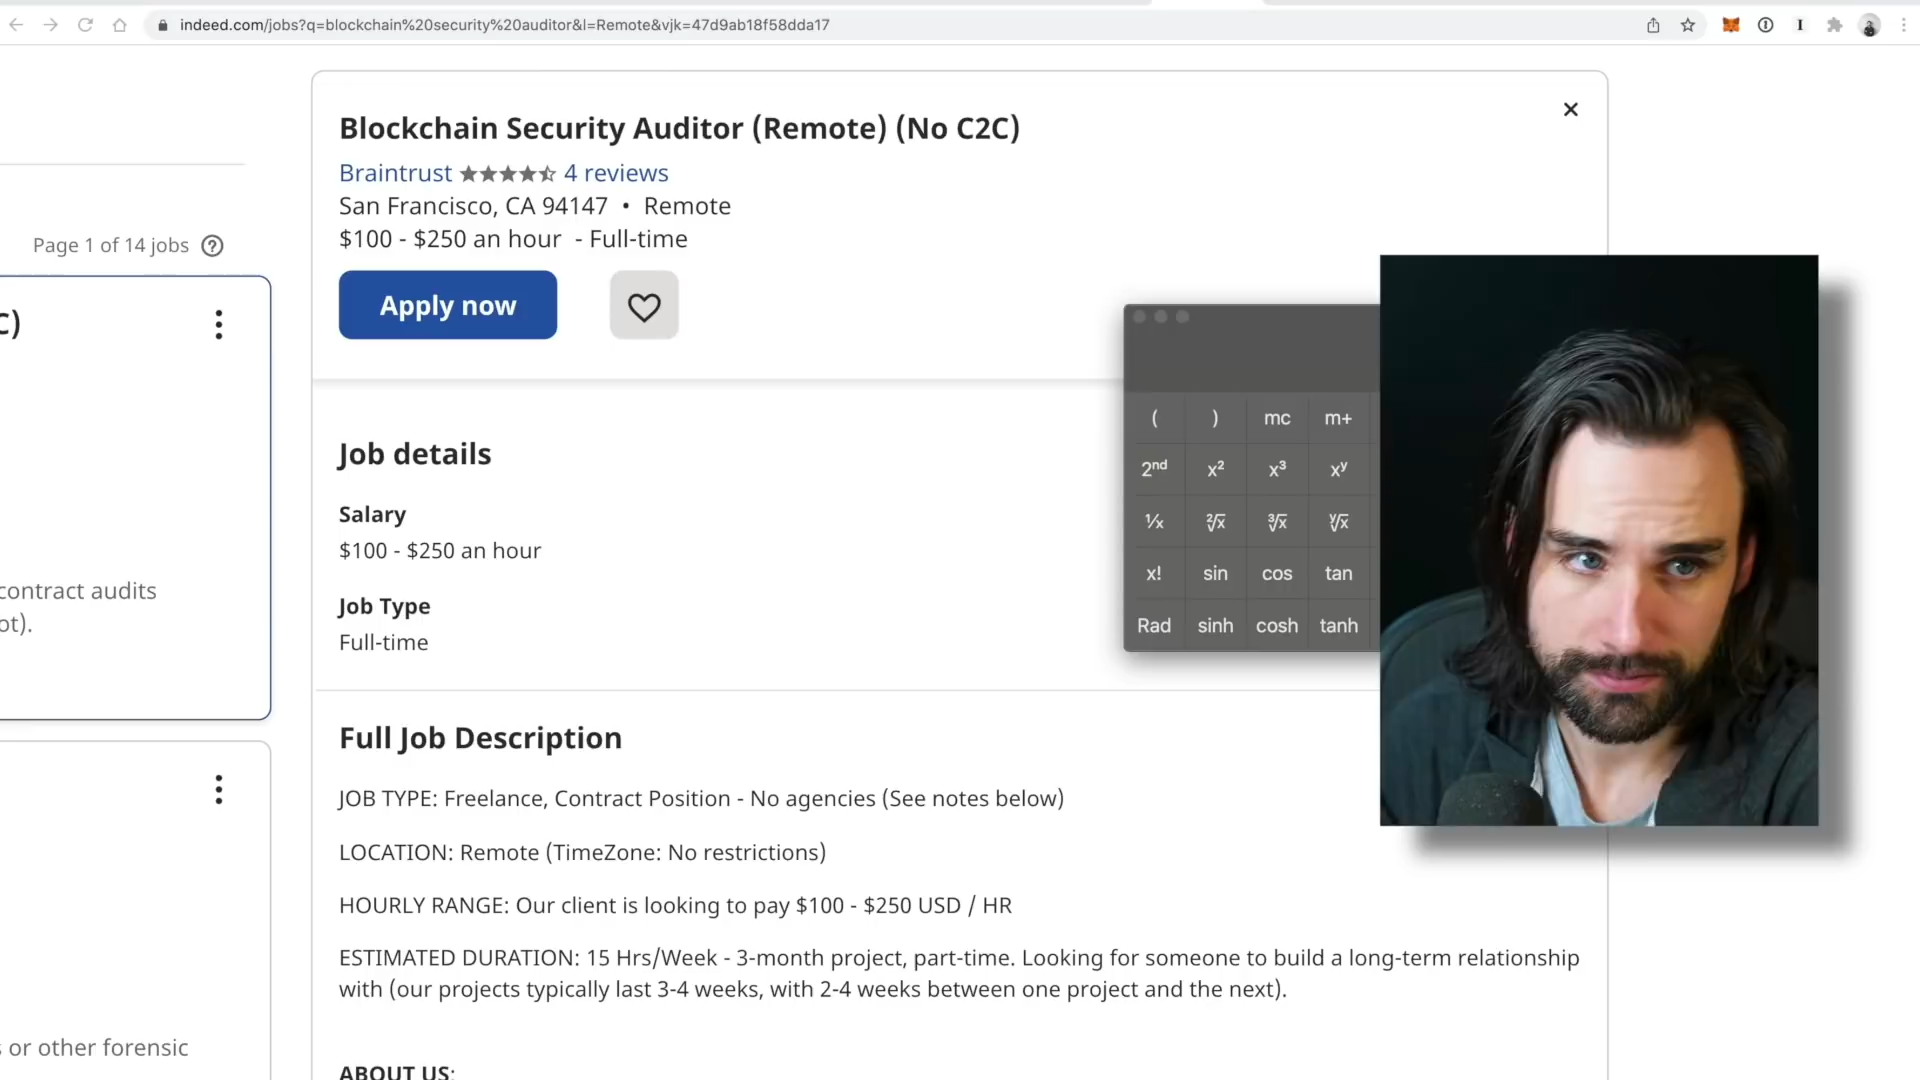 indeed.com/jobs?q=blockchain%20security%20auditor&l=Remote&vjk=47d9ab18f58dda17
Page 1 of 14 jobs
C)
contract audits
ot).
s or other forensic
Blockchain Security Auditor (Remote) (No C2C)
Braintrust 4 reviews
San Francisco, CA 94147 • Remote
$100 - $250 an hour - Full-time
Apply now
Job details
Salary
$100 - $250 an hour
Job Type
Full-time
Full Job Description
JOB TYPE: Freelance, Contract Position - No agencies (See notes below)
LOCATION: Remote (TimeZone: No restrictions)
HOURLY RANGE: Our client is looking to pay $100 - $250 USD / HR
ESTIMATED DURATION: 15 Hrs/Week - 3-month project, part-time. Looking for someone to build a long-term relationship
with (our projects typically last 3-4 weeks, with 2-4 weeks between one project and the next).
ABOUT US:
( ) mc m+
2nd x² x³ xʸ
¹⁄x ²√x ³√x ʸ√x
x! sin cos tan
Rad sinh cosh tanh